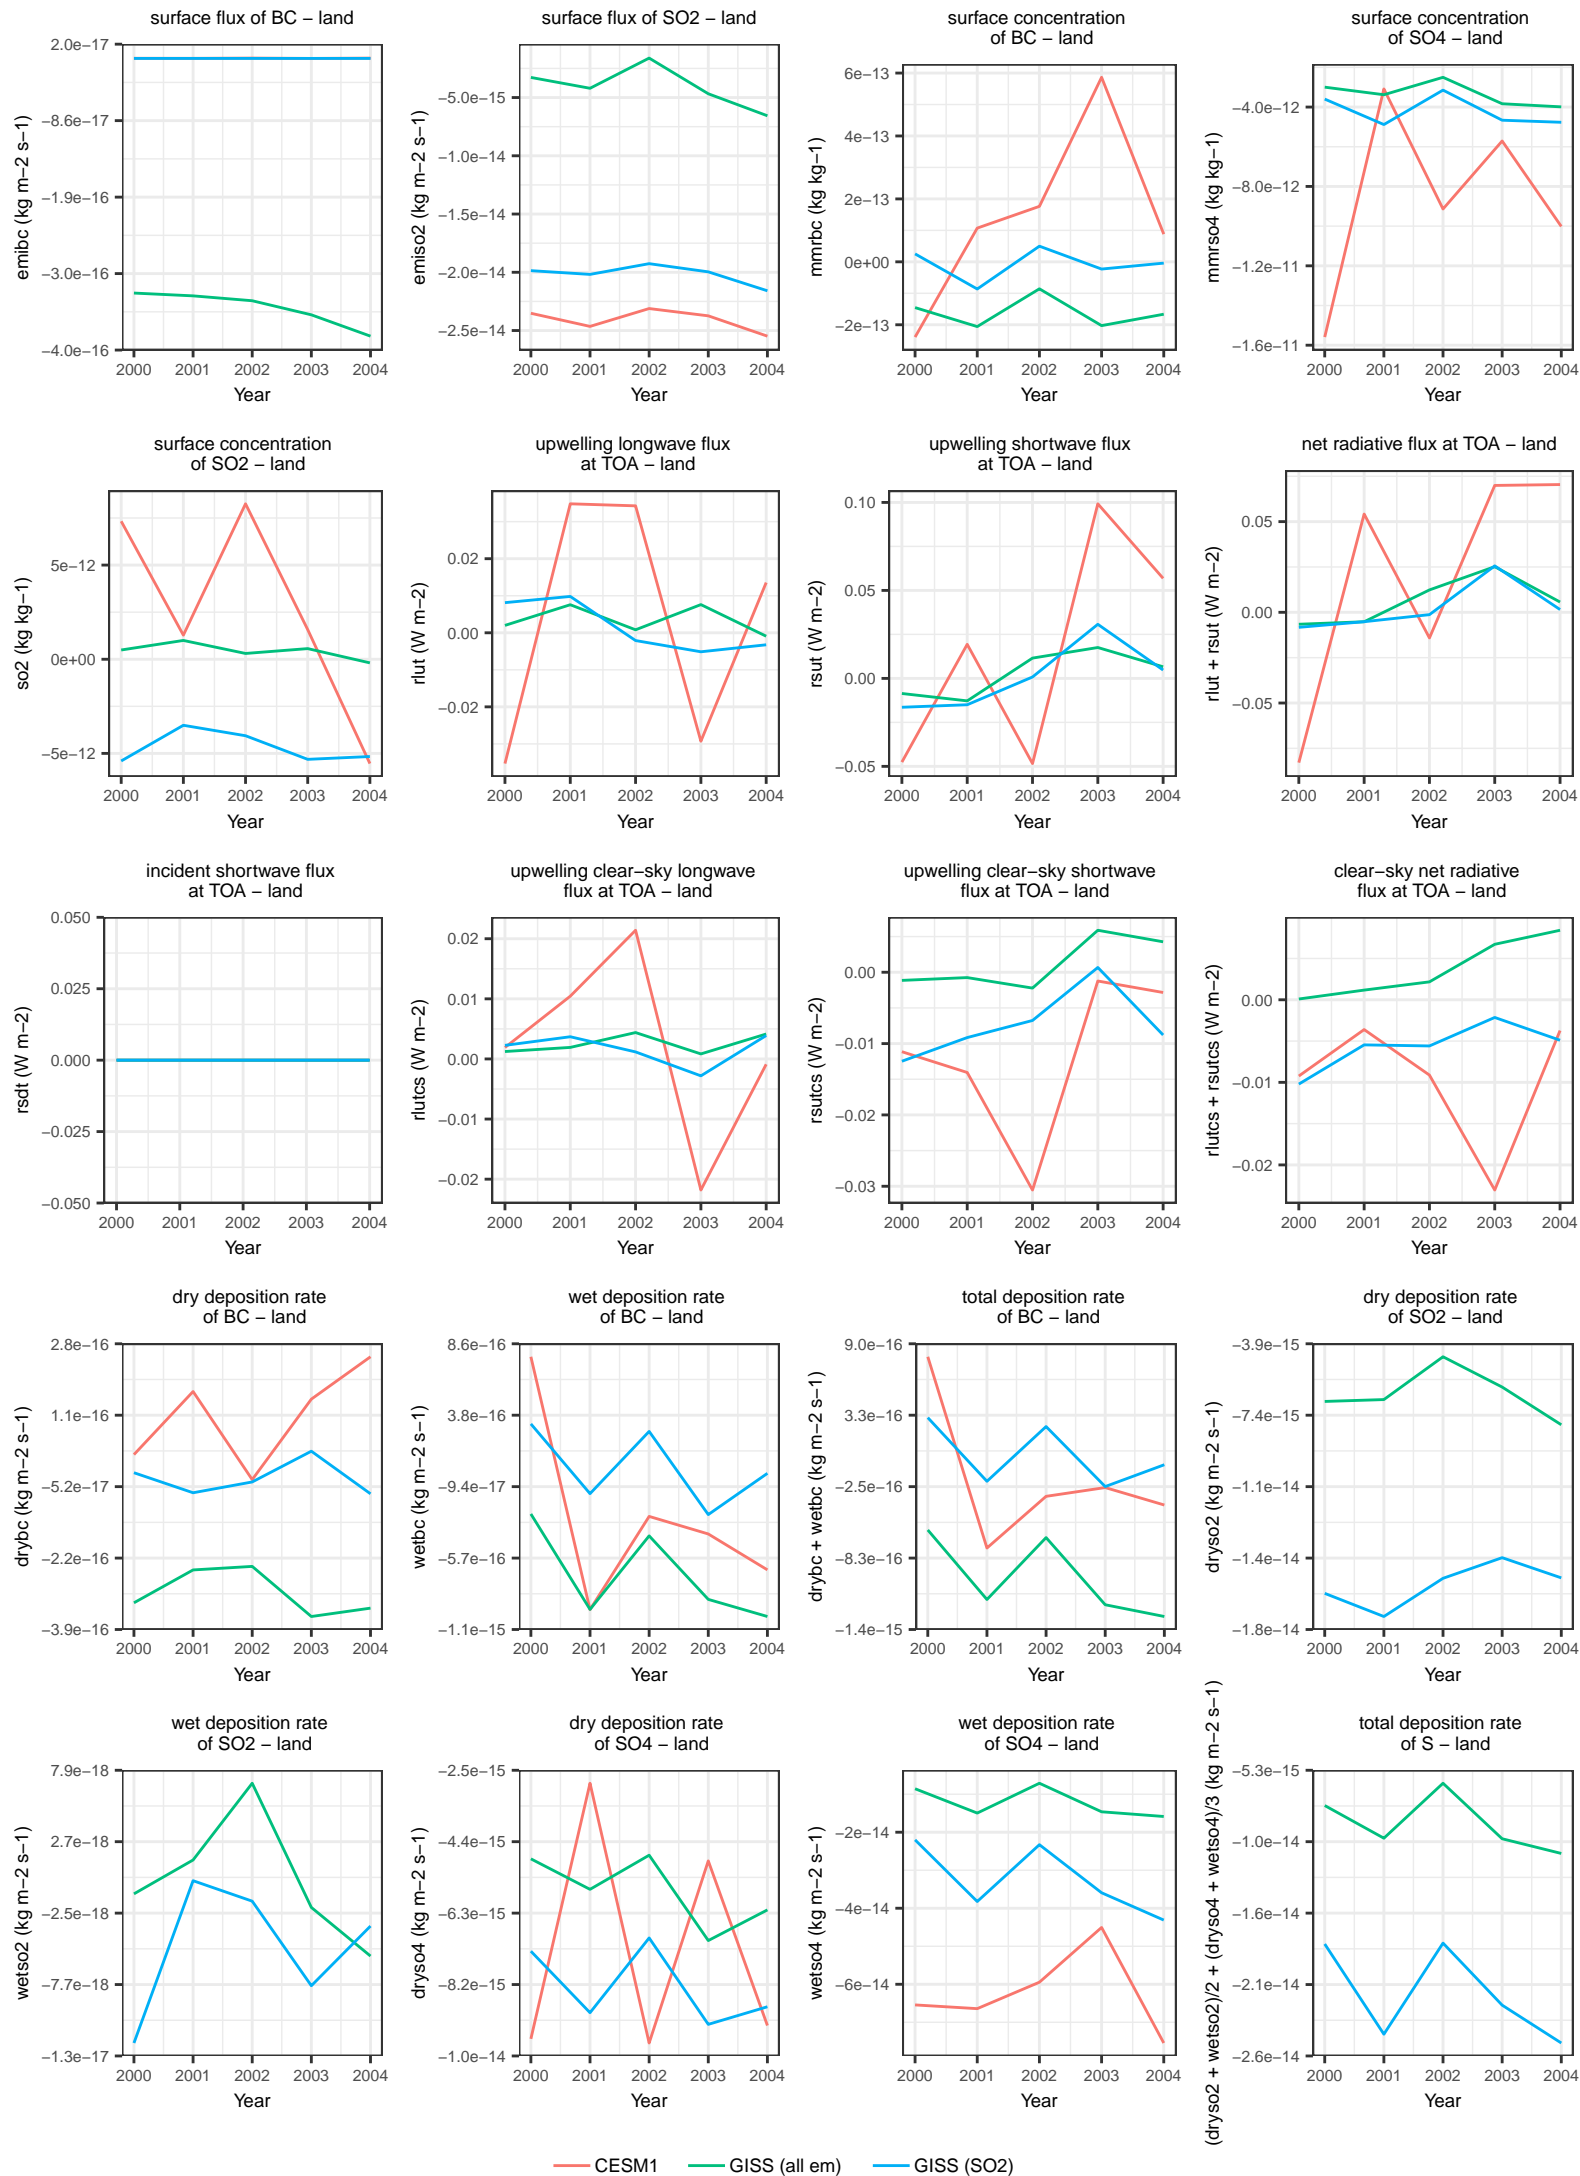 surface flux of BC – land
2.0e−17
−8.6e−17
−1.9e−16
−3.0e−16
−4.0e−16
emibc (kg m−2 s−1)
2000 2001 2002 2003 2004
Year
surface flux of SO2 – land
−5.0e−15
−1.0e−14
−1.5e−14
−2.0e−14
−2.5e−14
emiso2 (kg m−2 s−1)
2000 2001 2002 2003 2004
Year
surface concentration
of BC – land
6e−13
4e−13
2e−13
0e+00
−2e−13
mmrbc (kg kg−1)
2000 2001 2002 2003 2004
Year
surface concentration
of SO4 – land
−4.0e−12
−8.0e−12
−1.2e−11
−1.6e−11
mmrso4 (kg kg−1)
2000 2001 2002 2003 2004
Year
surface concentration
of SO2 – land
5e−12
0e+00
−5e−12
so2 (kg kg−1)
2000 2001 2002 2003 2004
Year
upwelling longwave flux
at TOA – land
0.02
0.00
−0.02
rlut (W m−2)
2000 2001 2002 2003 2004
Year
upwelling shortwave flux
at TOA – land
0.10
0.05
0.00
−0.05
rsut (W m−2)
2000 2001 2002 2003 2004
Year
net radiative flux at TOA – land
0.05
0.00
−0.05
rlut + rsut (W m−2)
2000 2001 2002 2003 2004
Year
incident shortwave flux
at TOA – land
0.050
0.025
0.000
−0.025
−0.050
rsdt (W m−2)
2000 2001 2002 2003 2004
Year
upwelling clear−sky longwave
flux at TOA – land
0.02
0.01
0.00
−0.01
−0.02
rlutcs (W m−2)
2000 2001 2002 2003 2004
Year
upwelling clear−sky shortwave
flux at TOA – land
0.00
−0.01
−0.02
−0.03
rsutcs (W m−2)
2000 2001 2002 2003 2004
Year
clear−sky net radiative
flux at TOA – land
0.00
−0.01
−0.02
rlutcs + rsutcs (W m−2)
2000 2001 2002 2003 2004
Year
dry deposition rate
of BC – land
2.8e−16
1.1e−16
−5.2e−17
−2.2e−16
−3.9e−16
drybc (kg m−2 s−1)
2000 2001 2002 2003 2004
Year
wet deposition rate
of BC – land
8.6e−16
3.8e−16
−9.4e−17
−5.7e−16
−1.1e−15
wetbc (kg m−2 s−1)
2000 2001 2002 2003 2004
Year
total deposition rate
of BC – land
9.0e−16
3.3e−16
−2.5e−16
−8.3e−16
−1.4e−15
drybc + wetbc (kg m−2 s−1)
2000 2001 2002 2003 2004
Year
dry deposition rate
of SO2 – land
−3.9e−15
−7.4e−15
−1.1e−14
−1.4e−14
−1.8e−14
dryso2 (kg m−2 s−1)
2000 2001 2002 2003 2004
Year
wet deposition rate
of SO2 – land
7.9e−18
2.7e−18
−2.5e−18
−7.7e−18
−1.3e−17
wetso2 (kg m−2 s−1)
2000 2001 2002 2003 2004
Year
dry deposition rate
of SO4 – land
−2.5e−15
−4.4e−15
−6.3e−15
−8.2e−15
−1.0e−14
dryso4 (kg m−2 s−1)
2000 2001 2002 2003 2004
Year
wet deposition rate
of SO4 – land
−2e−14
−4e−14
−6e−14
wetso4 (kg m−2 s−1)
2000 2001 2002 2003 2004
Year
total deposition rate
of S – land
−5.3e−15
−1.0e−14
−1.6e−14
−2.1e−14
−2.6e−14
(dryso2 + wetso2)/2 + (dryso4 + wetso4)/3 (kg m−2 s−1)
2000 2001 2002 2003 2004
Year
CESM1 GISS (all em) GISS (SO2)